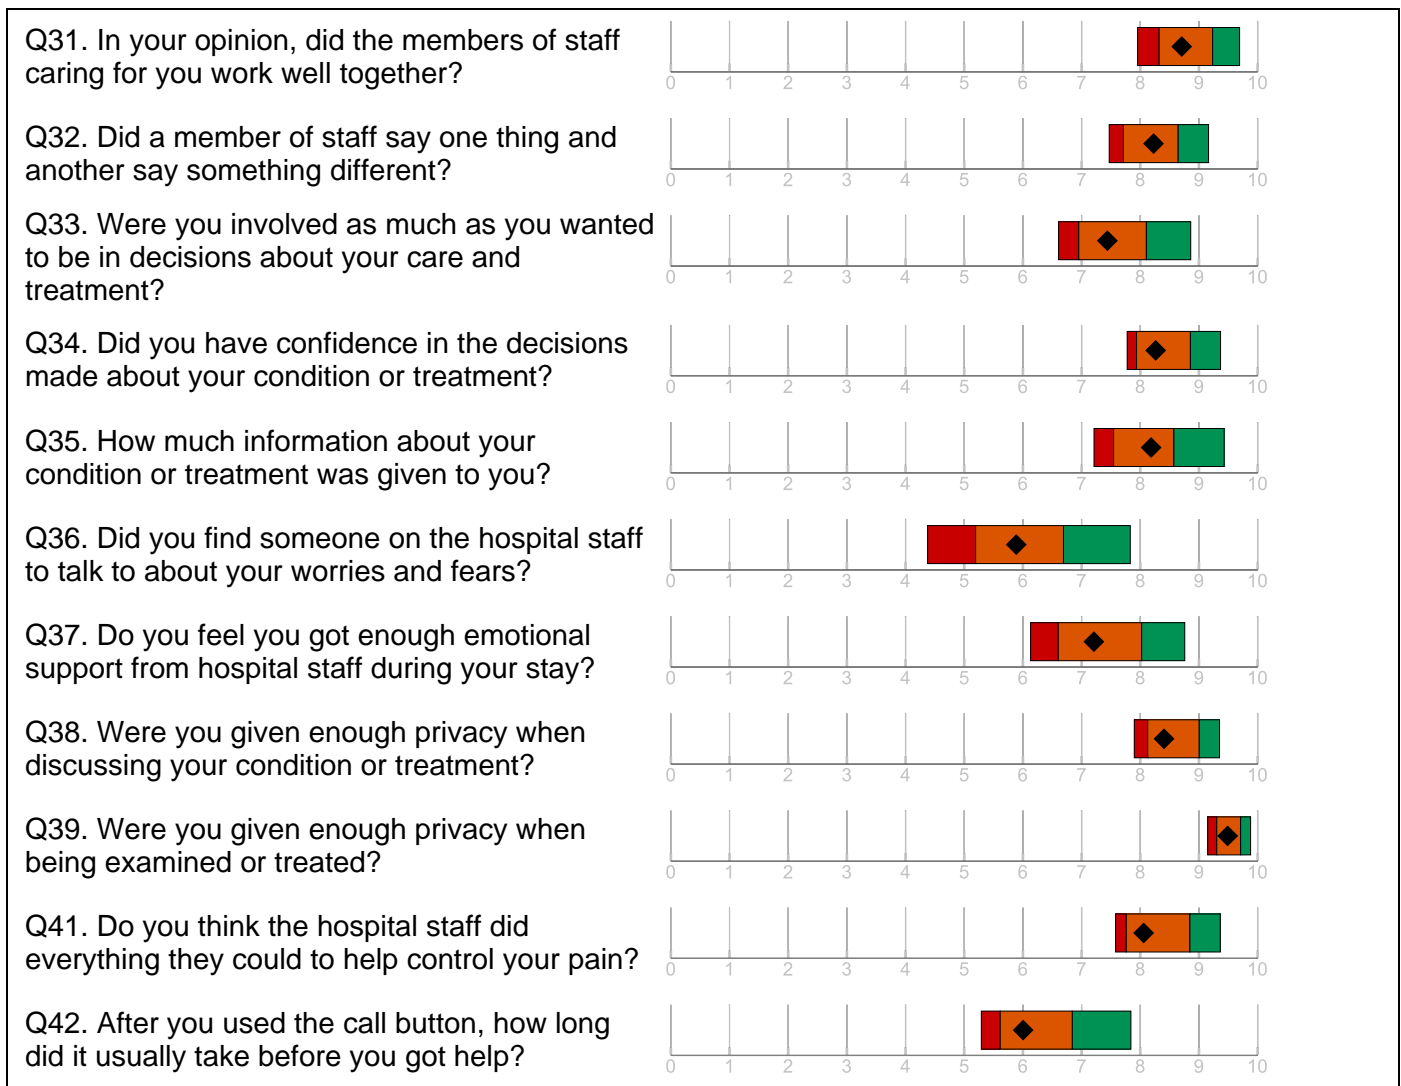 Q31. In your opinion, did the members of staff
caring for you work well together?
0 1 2 3 4 5 6 7 8 9 10
Q32. Did a member of staff say one thing and
another say something different?
0 1 2 3 4 5 6 7 8 9 10
Q33. Were you involved as much as you wanted
to be in decisions about your care and
treatment?
0 1 2 3 4 5 6 7 8 9 10
Q34. Did you have confidence in the decisions
made about your condition or treatment?
0 1 2 3 4 5 6 7 8 9 10
Q35. How much information about your
condition or treatment was given to you?
0 1 2 3 4 5 6 7 8 9 10
Q36. Did you find someone on the hospital staff
to talk to about your worries and fears?
0 1 2 3 4 5 6 7 8 9 10
Q37. Do you feel you got enough emotional
support from hospital staff during your stay?
0 1 2 3 4 5 6 7 8 9 10
Q38. Were you given enough privacy when
discussing your condition or treatment?
0 1 2 3 4 5 6 7 8 9 10
Q39. Were you given enough privacy when
being examined or treated?
0 1 2 3 4 5 6 7 8 9 10
Q41. Do you think the hospital staff did
everything they could to help control your pain?
0 1 2 3 4 5 6 7 8 9 10
Q42. After you used the call button, how long
did it usually take before you got help?
0 1 2 3 4 5 6 7 8 9 10